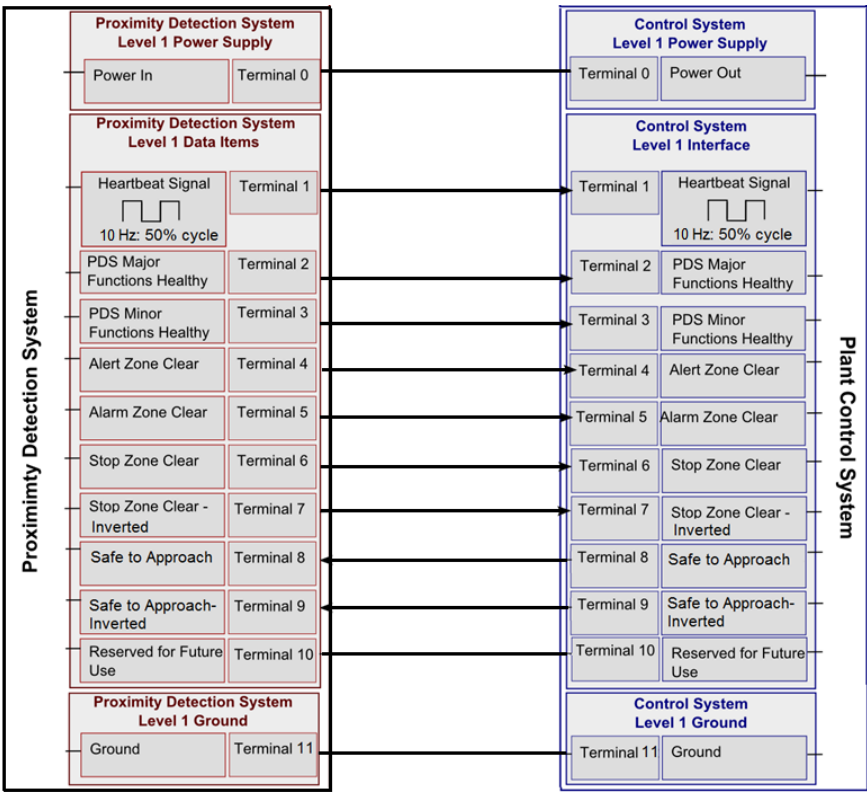 Proximimty Detection System
Proximity Detection System
Level 1 Power Supply
Power In
Terminal 0
Proximity Detection System
Level 1 Data Items
Heartbeat Signal
10 Hz: 50% cycle
Terminal 1
PDS Major
Functions Healthy
Terminal 2
PDS Minor
Functions Healthy
Terminal 3
Alert Zone Clear
Terminal 4
Alarm Zone Clear
Terminal 5
Stop Zone Clear
Terminal 6
Stop Zone Clear -
Inverted
Terminal 7
Safe to Approach
Terminal 8
Safe to Approach-
Inverted
Terminal 9
Reserved for Future
Use
Terminal 10
Proximity Detection System
Level 1 Ground
Ground
Terminal 11
Control System
Level 1 Power Supply
Terminal 0
Power Out
Control System
Level 1 Interface
Terminal 1
Heartbeat Signal
10 Hz: 50% cycle
Terminal 2
PDS Major
Functions Healthy
Terminal 3
PDS Minor
Functions Healthy
Terminal 4
Alert Zone Clear
Terminal 5
Alarm Zone Clear
Terminal 6
Stop Zone Clear
Terminal 7
Stop Zone Clear -
Inverted
Terminal 8
Safe to Approach
Terminal 9
Safe to Approach-
Inverted
Terminal 10
Reserved for Future
Use
Control System
Level 1 Ground
Terminal 11
Ground
Plant Control System